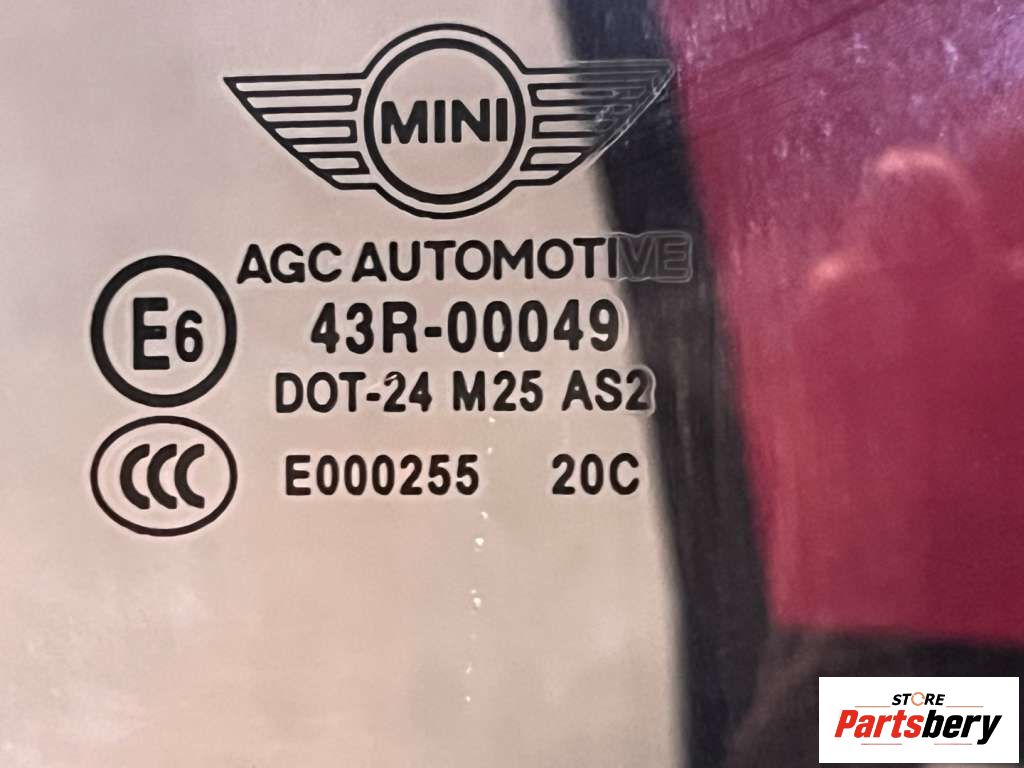 MINI
AGC AUTOMOTIVE
E6
43R-00049
DOT-24 M25 AS2
CCC
E000255 20C
STORE
Partsbery